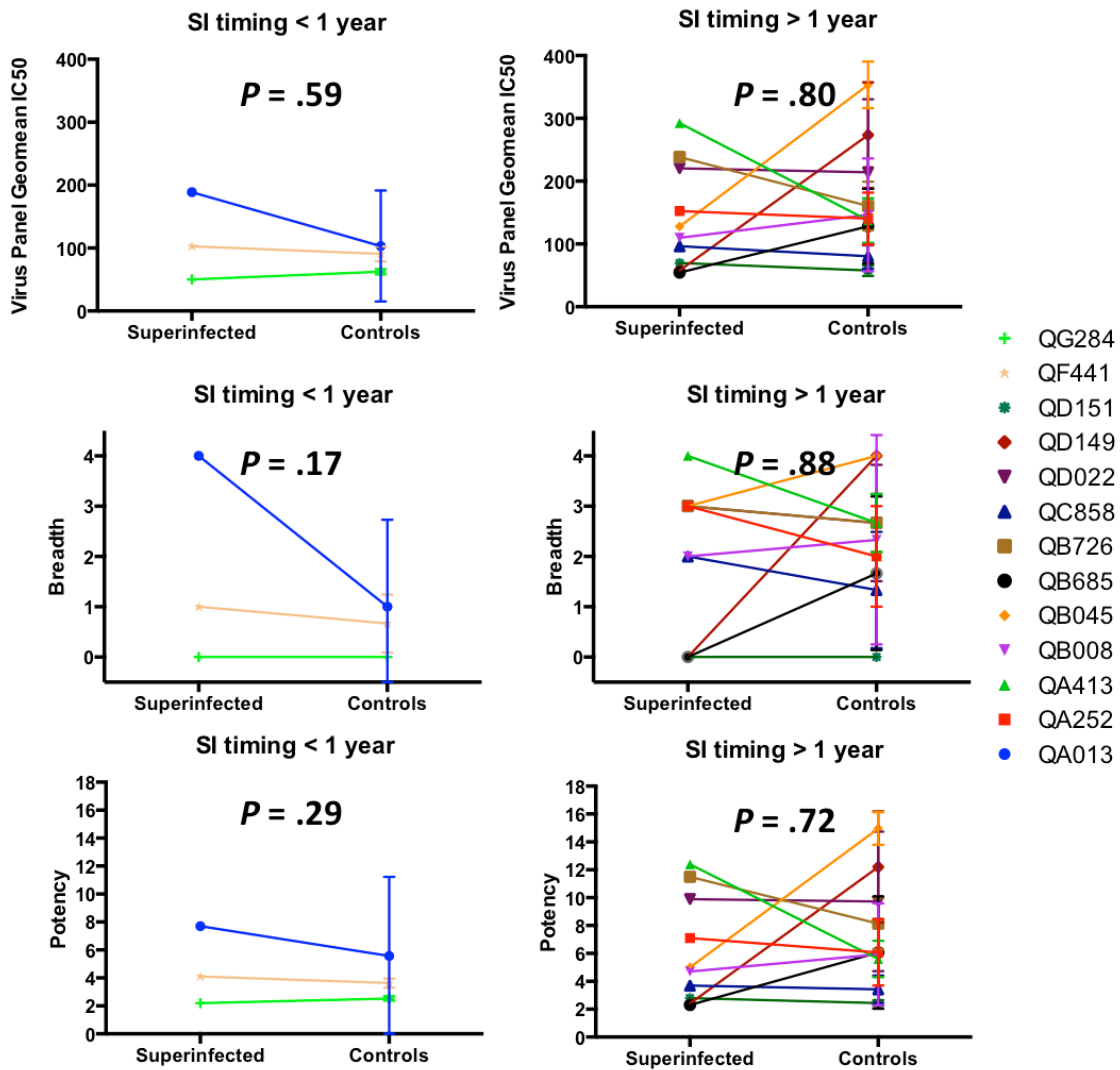 SI timing < 1 year
Virus Panel Geomean IC50
400
300
200
100
0
P = .59
Superinfected Controls
SI timing > 1 year
Virus Panel Geomean IC50
400
300
200
100
0
P = .80
Superinfected Controls
SI timing < 1 year
Breadth
4
3
2
1
0
P = .17
Superinfected Controls
SI timing > 1 year
Breadth
4
3
2
1
0
P = .88
Superinfected Controls
SI timing < 1 year
Potency
18
16
14
12
10
8
6
4
2
0
P = .29
Superinfected Controls
SI timing > 1 year
Potency
18
16
14
12
10
8
6
4
2
0
P = .72
Superinfected Controls
QG284
QF441
QD151
QD149
QD022
QC858
QB726
QB685
QB045
QB008
QA413
QA252
QA013